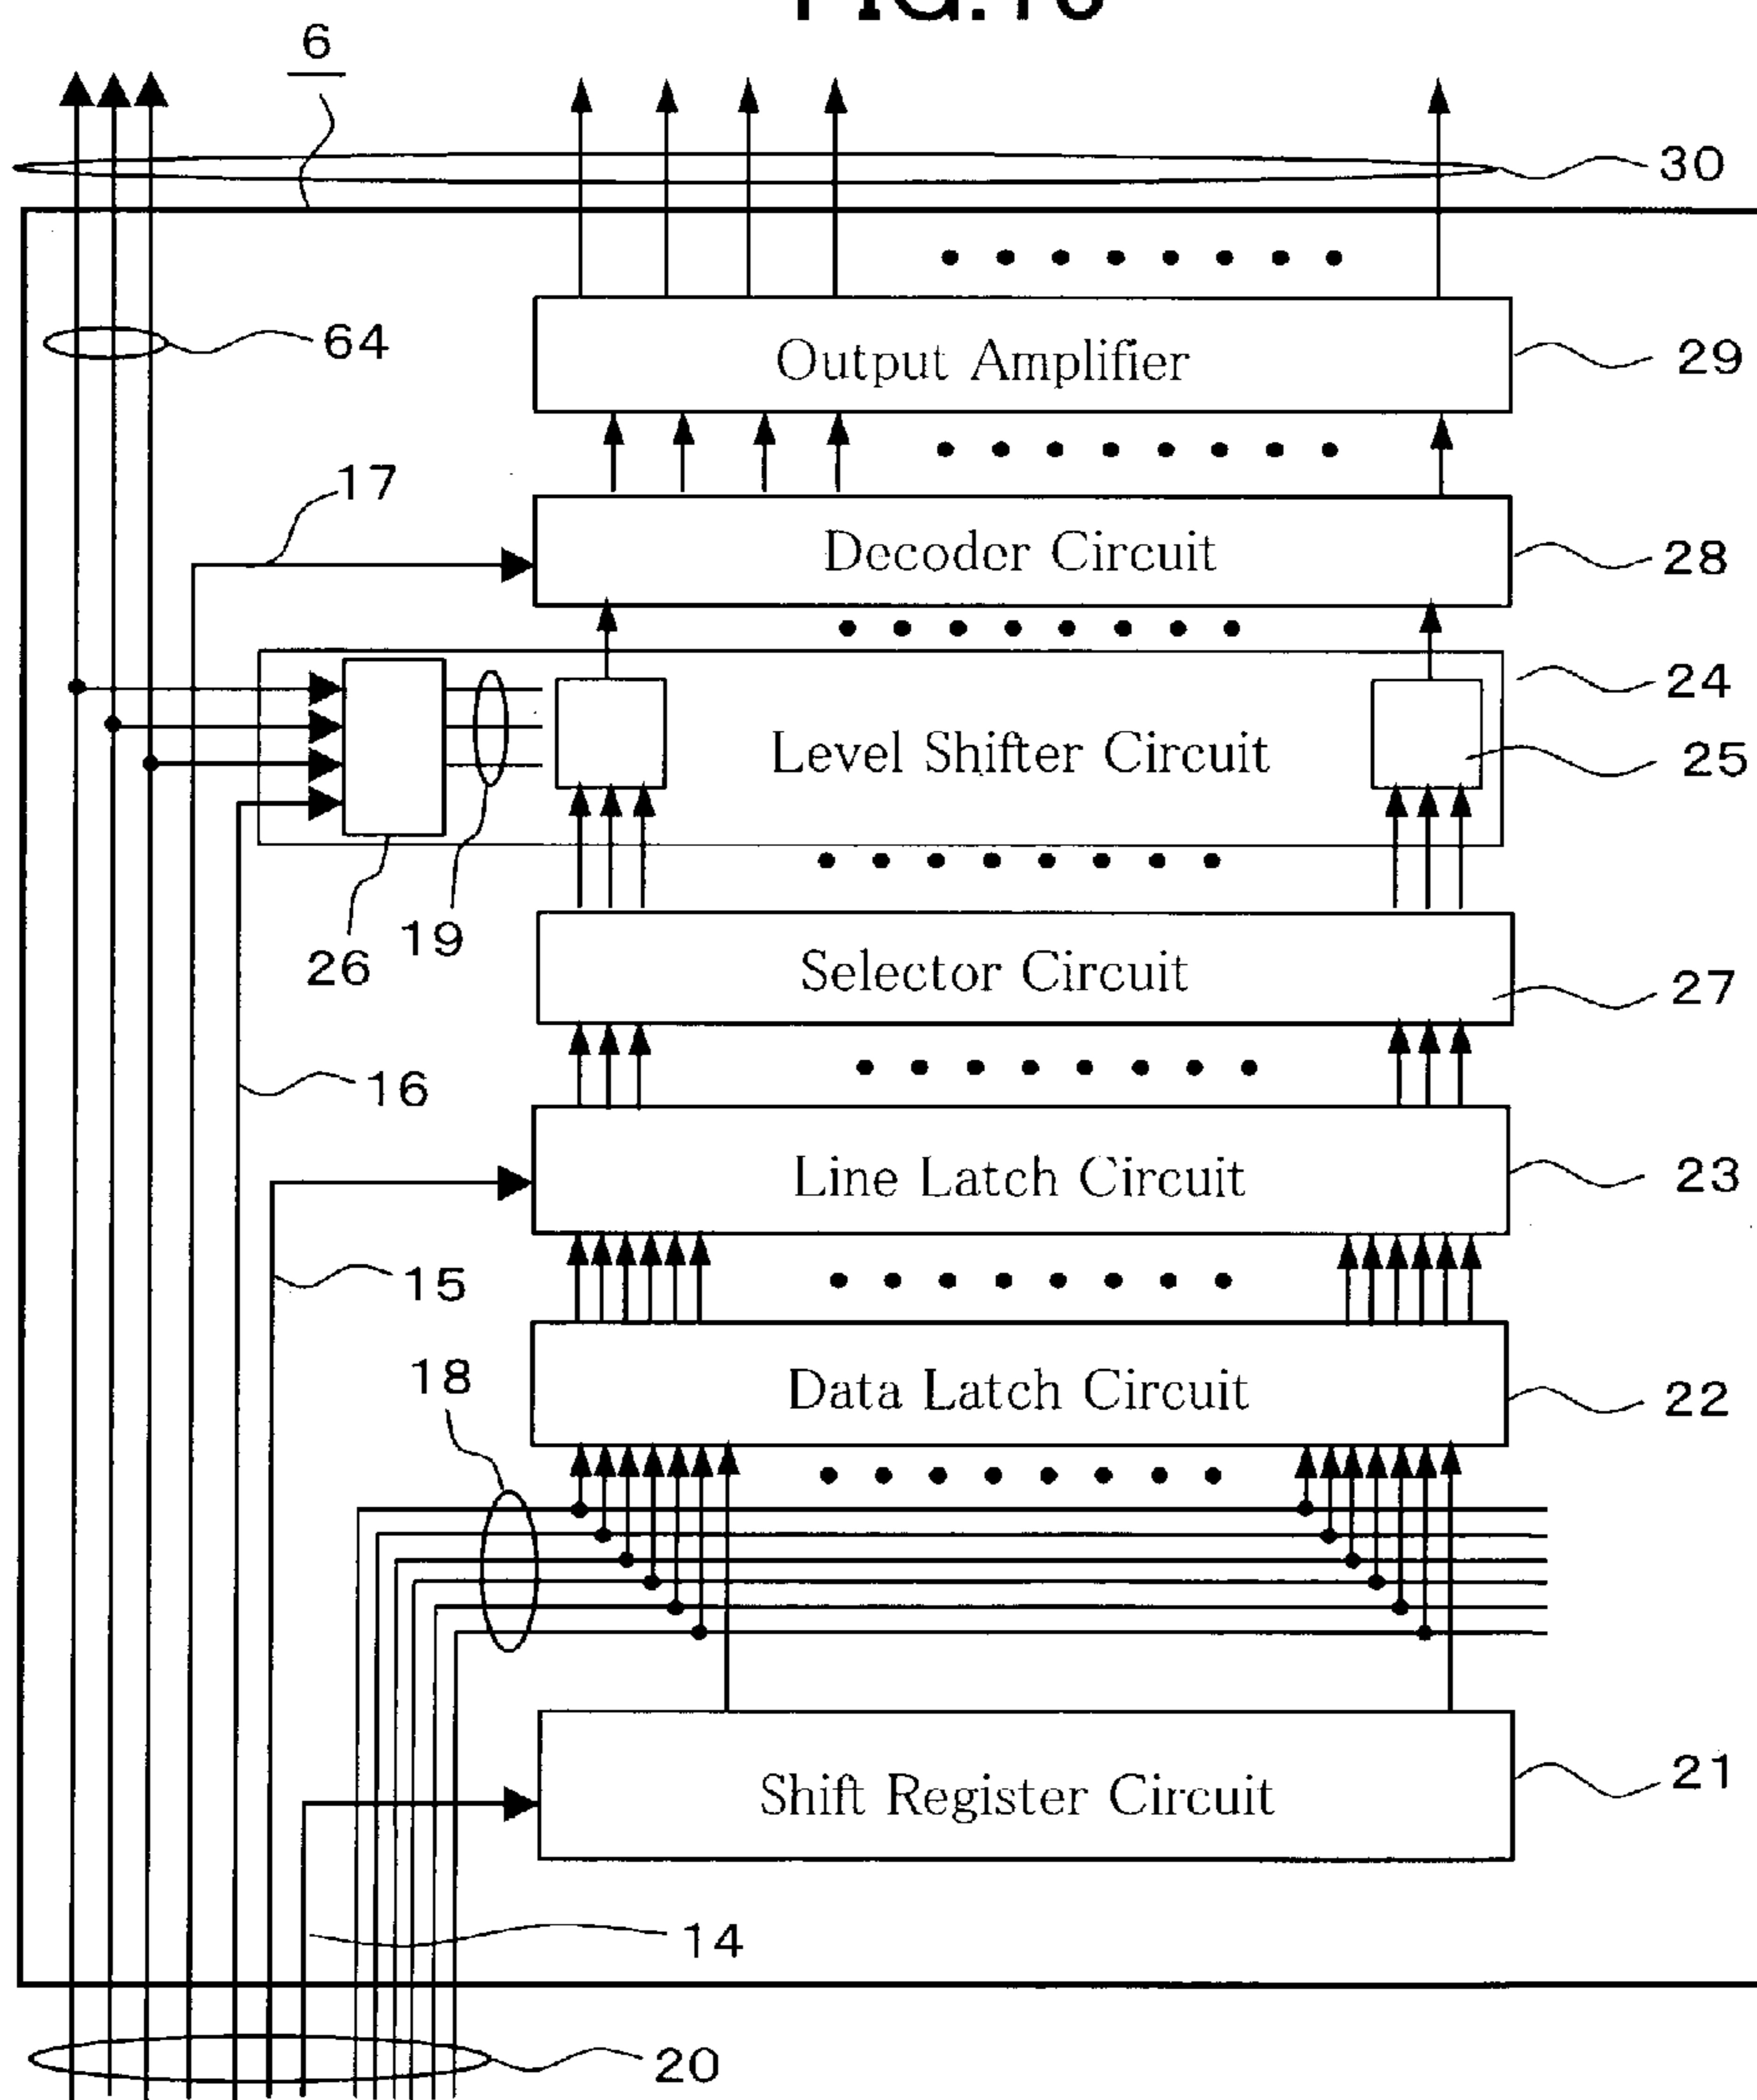 6
30
64
Output Amplifier
29
17
Decoder Circuit
28
24
Level Shifter Circuit
25
19
26
Selector Circuit
27
16
Line Latch Circuit
23
15
18
Data Latch Circuit
22
Shift Register Circuit
21
14
20